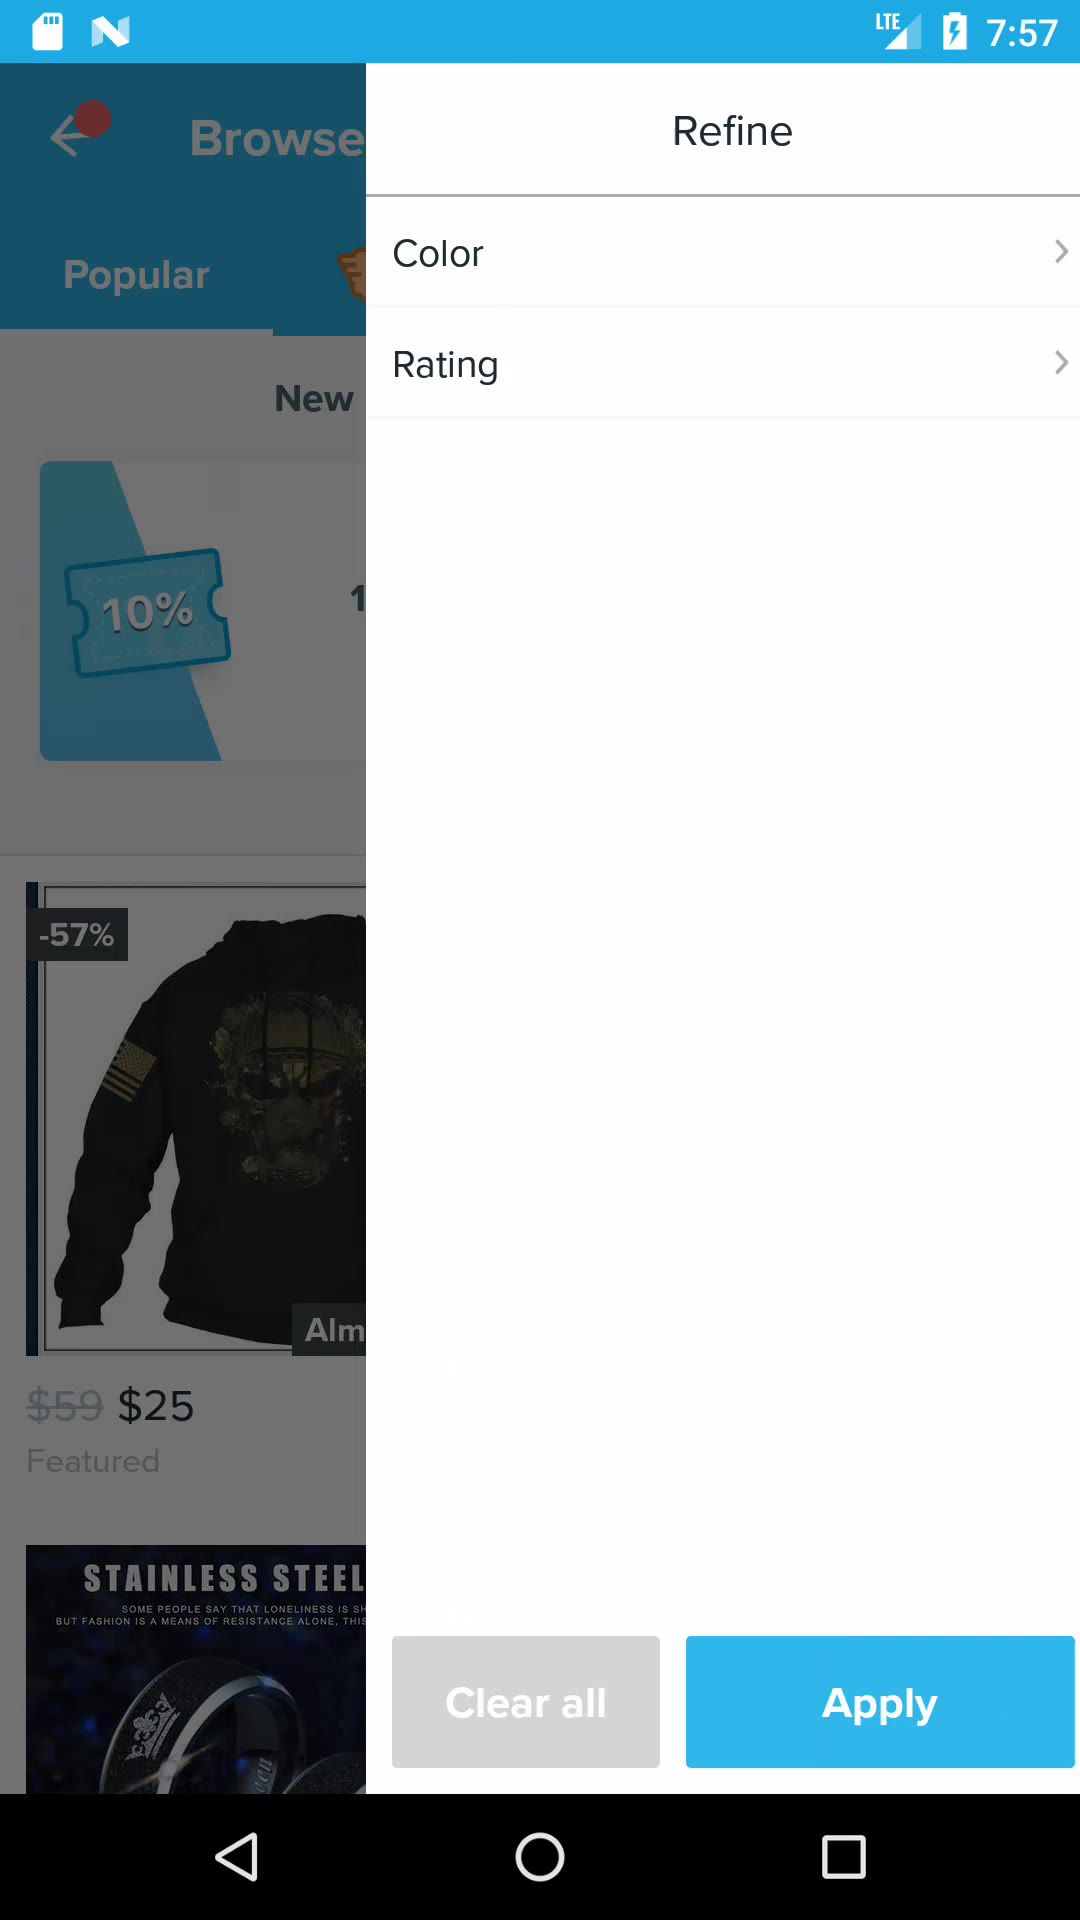 LTE 7:57
Browse
Refine
Popular
Color
Rating
New
10%
1
-57%
Alm
$59 $25
Featured
STAINLESS STEEL
SOME PEOPLE SAY THAT LONELINESS IS SH
BUT FASHION IS A MEANS OF RESISTANCE ALONE, THIS
Clear all
Apply